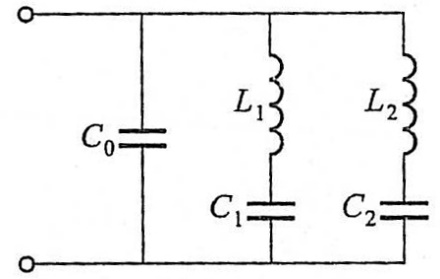 L₁ L₂
C₀
C₁ C₂